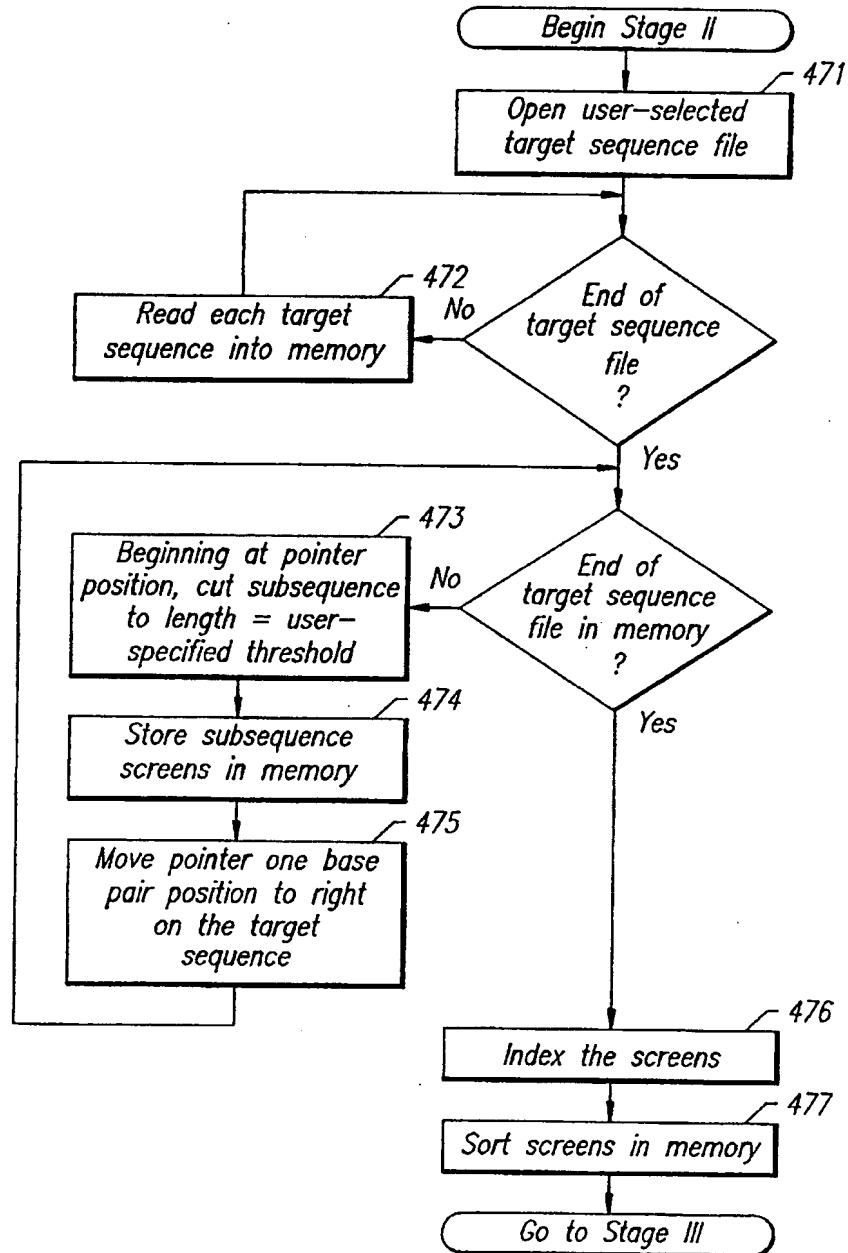 Begin Stage II
471
Open user-selected
target sequence file
472
No
Read each target
sequence into memory
End of
target sequence
file
?
Yes
473
Beginning at pointer
position, cut subsequence
to length = user-
specified threshold
No
End of
target sequence
file in memory
?
Yes
474
Store subsequence
screens in memory
475
Move pointer one base
pair position to right
on the target
sequence
476
Index the screens
477
Sort screens in memory
Go to Stage III